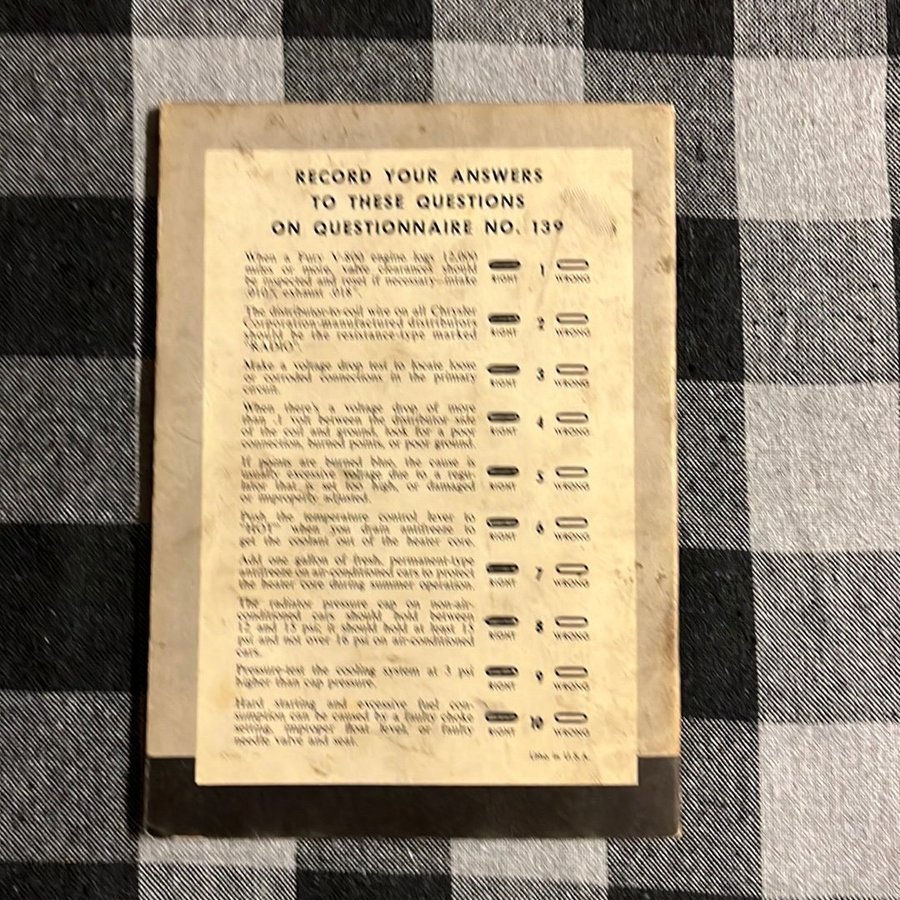 RECORD YOUR ANSWERS
TO THESE QUESTIONS
ON QUESTIONNAIRE NO. 139
When a Fury V-800 engine logs 12,000
miles or more, valve clearances should
be inspected and reset if necessary—intake
.010", exhaust .018".
RIGHT 1 WRONG
The distributor-to-coil wire on all Chrysler
Corporation-manufactured distributors
should be the resistance-type marked
"RADIO".
RIGHT 2 WRONG
Make a voltage drop test to locate loose
or corroded connections in the primary
circuit.
RIGHT 3 WRONG
When there's a voltage drop of more
than .1 volt between the distributor side
of the coil and ground, look for a poor
connection, burned points, or poor ground.
RIGHT 4 WRONG
If points are burned blue, the cause is
usually excessive voltage due to a regu-
lator that is set too high, or damaged
or improperly adjusted.
RIGHT 5 WRONG
Push the temperature control lever to
"HOT" when you drain antifreeze to
get the coolant out of the heater core.
RIGHT 6 WRONG
Add one gallon of fresh, permanent-type
antifreeze on air-conditioned cars to protect
the heater core during summer operation.
RIGHT 7 WRONG
The radiator pressure cap on non-air-
conditioned cars should hold between
12 and 15 psi; it should hold at least 15
psi and not over 16 psi on air-conditioned
cars.
RIGHT 8 WRONG
Pressure-test the cooling system at 3 psi
higher than cap pressure.
RIGHT 9 WRONG
Hard starting and excessive fuel con-
sumption can be caused by a faulty choke
setting, improper float level, or faulty
needle valve and seat.
RIGHT 10 WRONG
Litho in U.S.A.